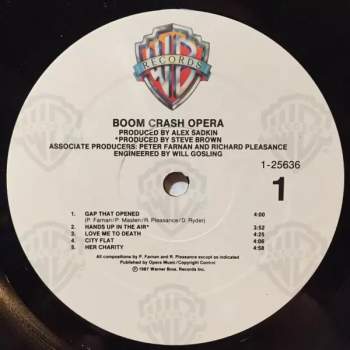 WB
RECORDS
BOOM CRASH OPERA
PRODUCED BY ALEX SADKIN
*PRODUCED BY STEVE BROWN
ASSOCIATE PRODUCERS: PETER FARNAN AND RICHARD PLEASANCE
ENGINEERED BY WILL GOSLING
1-25636
1
1. GAP THAT OPENED 4:00
(P. Farnan/P. Maslen/R. Pleasance/D. Ryder)
2. HANDS UP IN THE AIR* 3:52
3. LOVE ME TO DEATH 4:25
4. CITY FLAT 4:06
5. HER CHARITY 4:58
All compositions by P. Farnan and R. Pleasance except as indicated
Published by Opera Music/Copyright Control
℗1987 Warner Bros. Records Inc.